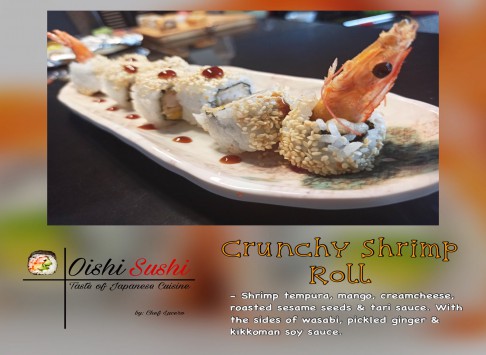 Crunchy Shrimp
Roll
Oishi Sushi
Taste of Japanese Cuisine
- Shrimp tempura, mango, creamcheese,
roasted sesame seeds & tari sauce. With
the sides of wasabi, pickled ginger &
kikkoman soy sauce.
by: Chef